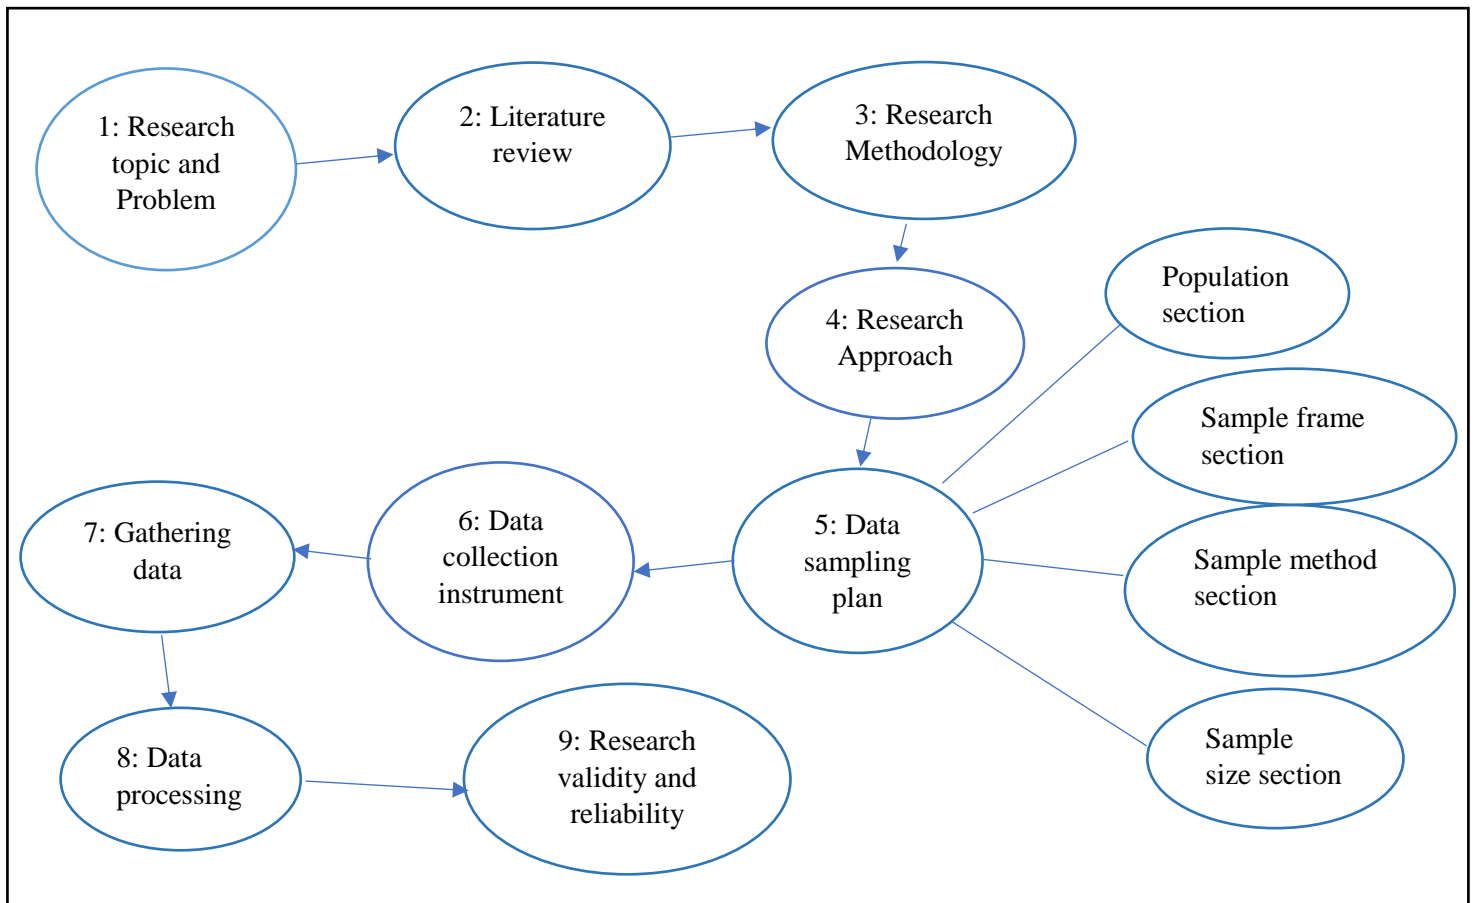 1: Research
topic and
Problem
2: Literature
review
3: Research
Methodology
4: Research
Approach
Population
section
Sample frame
section
5: Data
sampling
plan
Sample method
section
Sample
size section
6: Data
collection
instrument
7: Gathering
data
8: Data
processing
9: Research
validity and
reliability